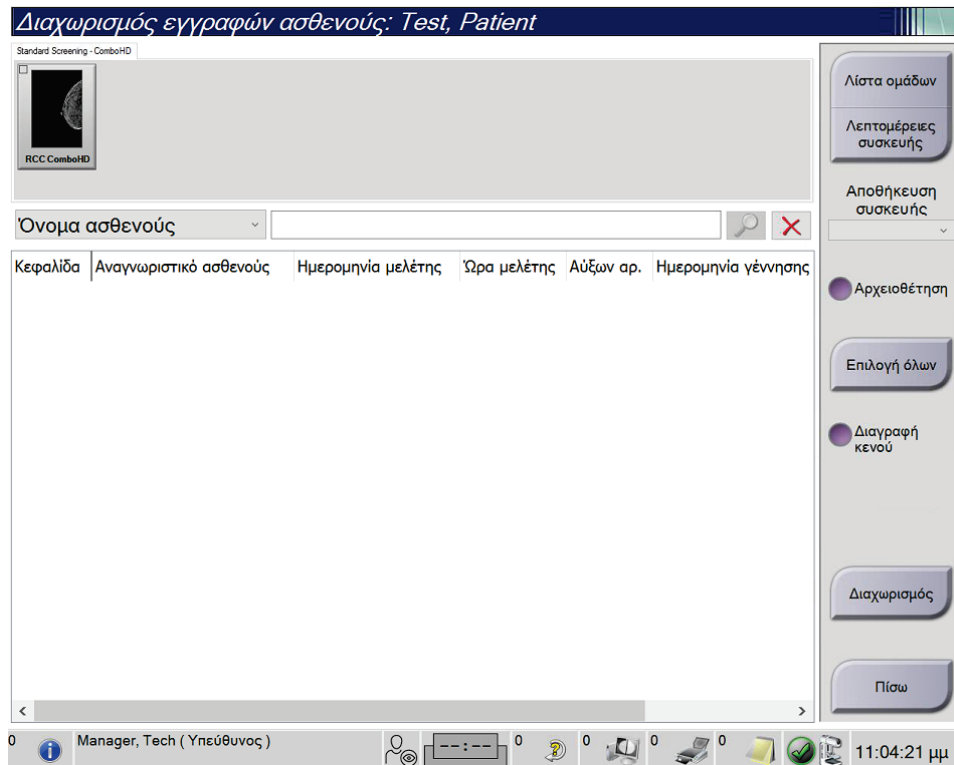 Διαχωρισμός εγγραφών ασθενούς: Test, Patient
Standard Screening - ComboHD
RCC ComboHD
Λίστα ομάδων
Λεπτομέρειες
συσκευής
Αποθήκευση
συσκευής
Όνομα ασθενούς
Κεφαλίδα Αναγνωριστικό ασθενούς Ημερομηνία μελέτης Ώρα μελέτης Αύξων αρ. Ημερομηνία γέννησης
Αρχειοθέτηση
Επιλογή όλων
Διαγραφή
κενού
Διαχωρισμός
Πίσω
0 Manager, Tech ( Υπεύθυνος ) --:-- 0 0 0 0 11:04:21 μμ